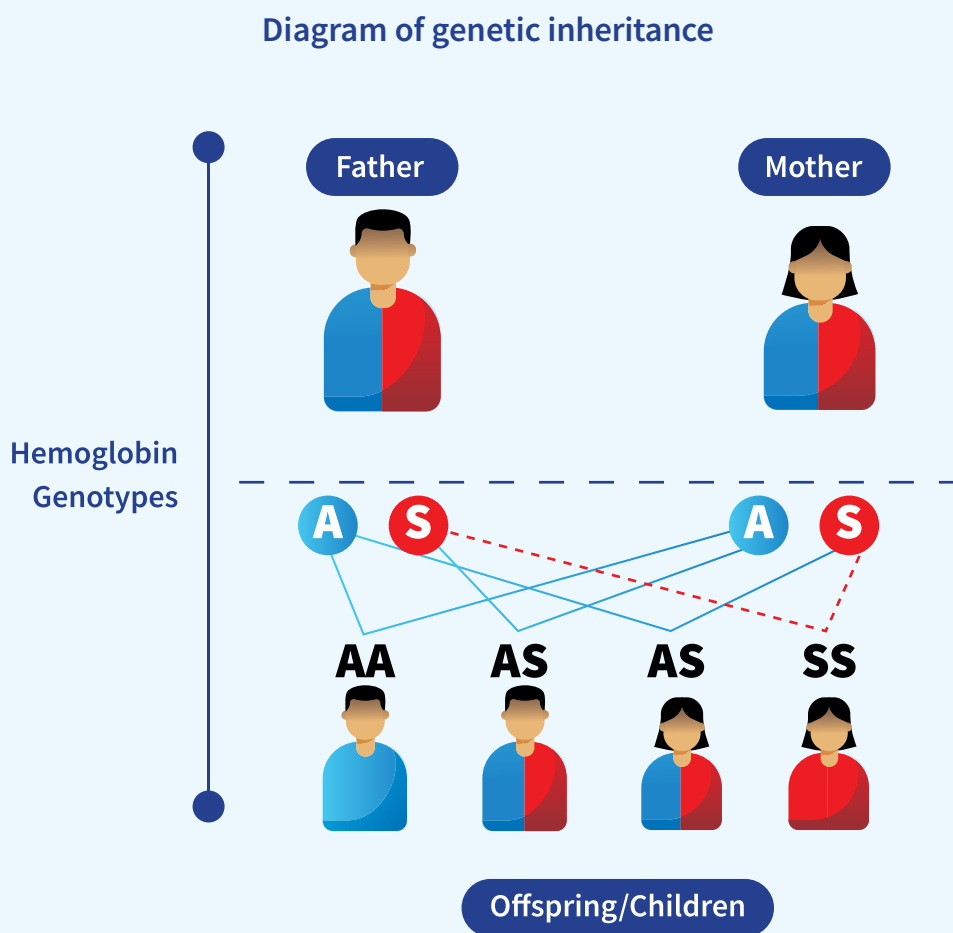 Diagram of genetic inheritance
Father
Mother
Hemoglobin
Genotypes
A S A S
AA AS AS SS
Offspring/Children